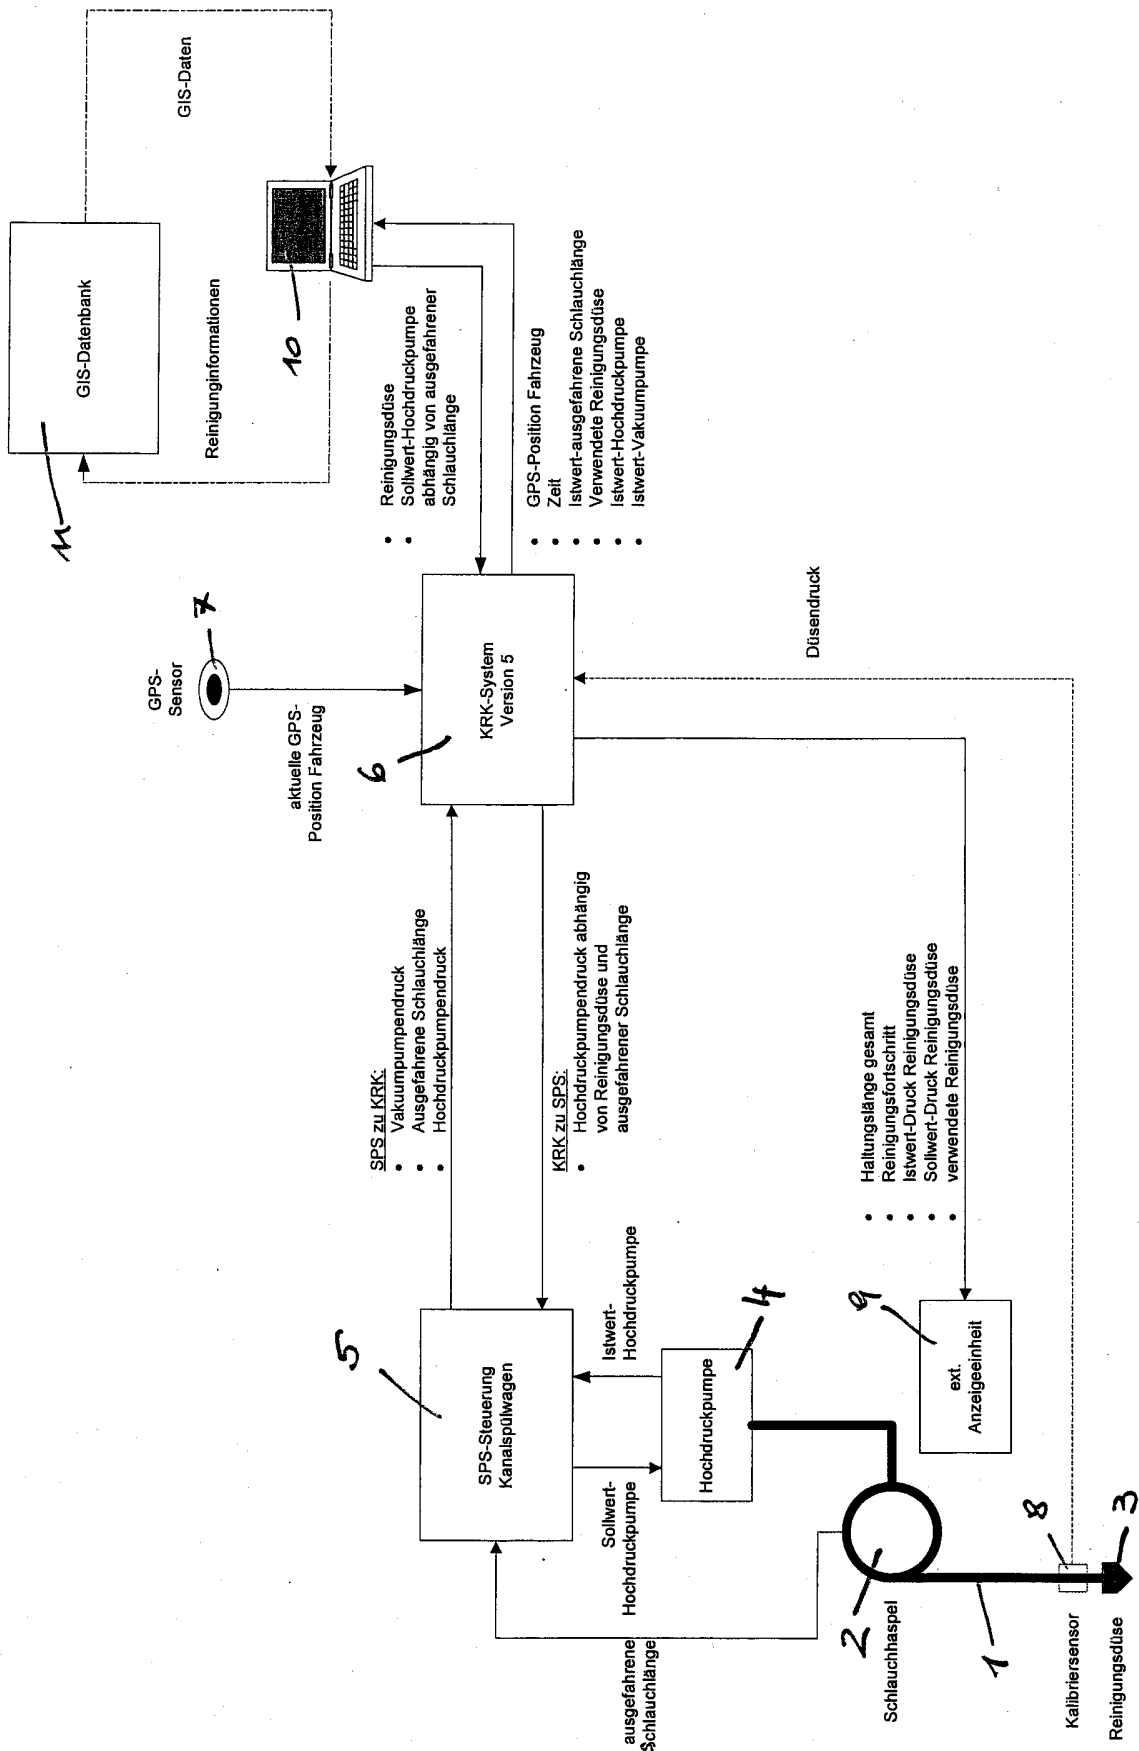 11
GIS-Datenbank
GIS-Daten
Reinigunginformationen
10
GPS-
Sensor
7
aktuelle GPS-
Position Fahrzeug
• Reinigungsdüse
• Sollwert-Hochdruckpumpe
abhängig von ausgefahrener
Schlauchlänge
• GPS-Position Fahrzeug
• Zeit
• Istwert-ausgefahrene Schlauchlänge
• Verwendete Reinigungsdüse
• Istwert-Hochdruckpumpe
• Istwert-Vakuumpumpe
6
KRK-System
Version 5
Düsendruck
SPS zu KRK:
• Vakuumpumpendruck
• Ausgefahrene Schlauchlänge
• Hochdruckpumpendruck
KRK zu SPS:
• Hochdruckpumpendruck abhängig
von Reinigungsdüse und
ausgefahrener Schlauchlänge
• Haltungslänge gesamt
• Reinigungsfortschritt
• Istwert-Druck Reinigungsdüse
• Sollwert-Druck Reinigungsdüse
• verwendete Reinigungsdüse
5
SPS-Steuerung
Kanalspülwagen
Istwert-
Hochdruckpumpe
Sollwert-
Hochdruckpumpe
4
Hochdruckpumpe
9
ext.
Anzeigeeinheit
ausgefahrene
Schlauchlänge
2
Schlauchhaspel
1
8
Kalibriersensor
3
Reinigungsdüse